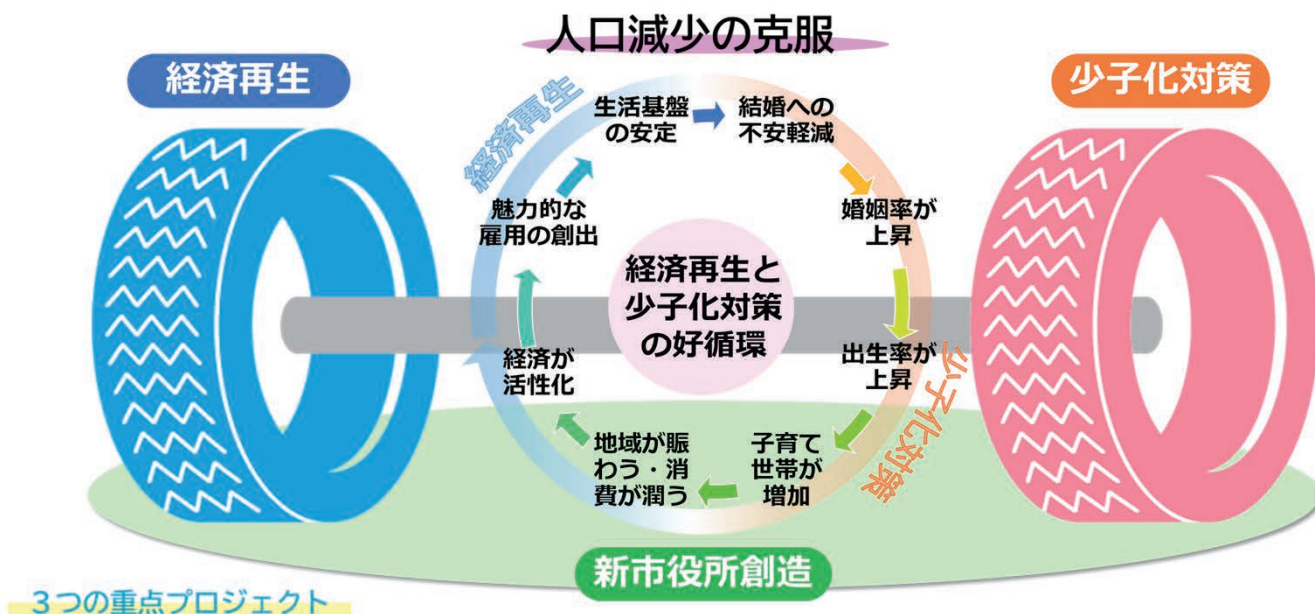 人口減少の克服
経済再生
少子化対策
経済再生
生活基盤
の安定
結婚への
不安軽減
婚姻率が
上昇
出生率が
上昇
少子化対策
子育て
世帯が
増加
地域が賑
わう・消
費が潤う
経済が
活性化
魅力的な
雇用の創出
経済再生と
少子化対策
の好循環
新市役所創造
3つの重点プロジェクト